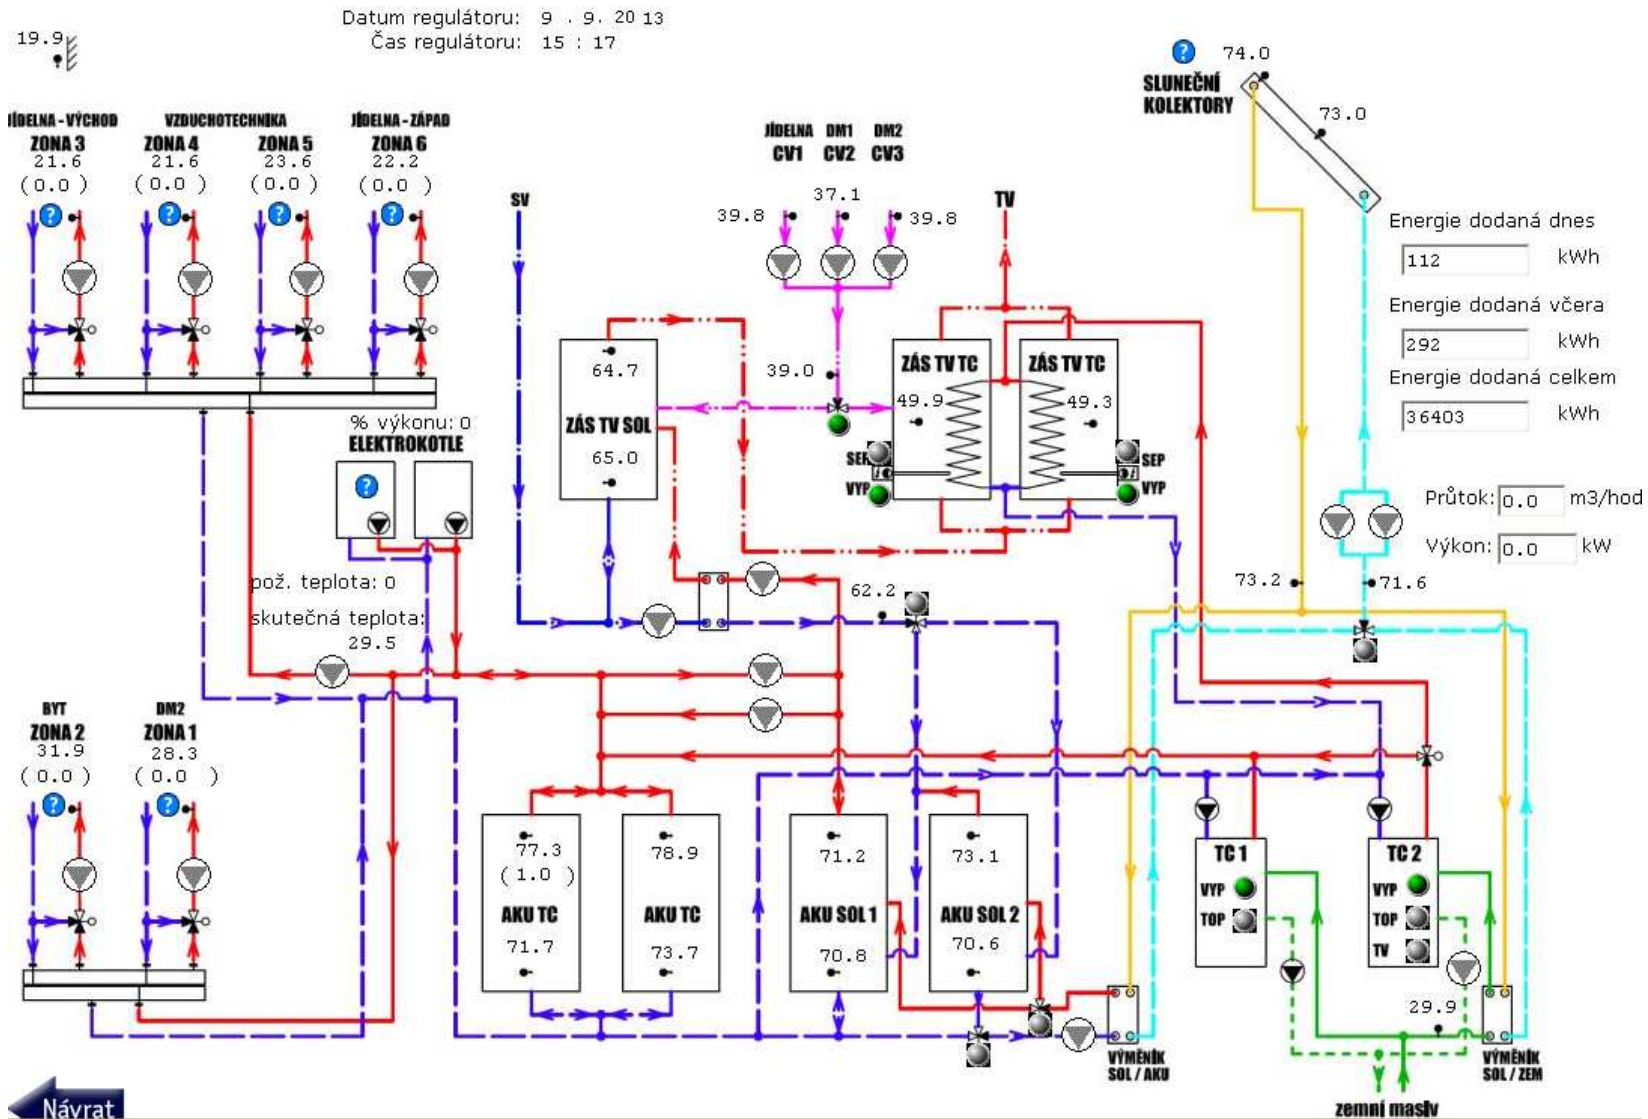 Datum regulátoru: 9 . 9. 20 13
Čas regulátoru: 15 : 17
19.9
74.0
SLUNEČNÍ
KOLEKTORY
73.0
JÍDELNA - VÝCHOD
ZONA 3
21.6
( 0.0 )
VZDUCHOTECHNIKA
ZONA 4
21.6
( 0.0 )
ZONA 5
23.6
( 0.0 )
JÍDELNA - ZÁPAD
ZONA 6
22.2
( 0.0 )
SV
JÍDELNA
CV1
39.8
DM1
CV2
37.1
DM2
CV3
39.8
TV
Energie dodaná dnes
112 kWh
Energie dodaná včera
292 kWh
Energie dodaná celkem
36403 kWh
Průtok: 0.0 m3/hod
Výkon: 0.0 kW
64.7
ZÁS TV SOL
65.0
39.0
ZÁS TV TC
49.9
SEP
VYP
ZÁS TV TC
49.3
SEP
VYP
% výkonu: 0
ELEKTROKOTLE
pož. teplota: 0
skutečná teplota:
29.5
62.2
73.2
71.6
BYT
ZONA 2
31.9
( 0.0 )
DM2
ZONA 1
28.3
( 0.0 )
77.3
( 1.0 )
AKU TC
71.7
78.9
AKU TC
73.7
71.2
AKU SOL 1
70.8
73.1
AKU SOL 2
70.6
TC 1
VYP
TOP
TC 2
VYP
TOP
TV
29.9
VÝMĚNÍK
SOL / AKU
VÝMĚNÍK
SOL / ZEM
zemní masiv
Návrat